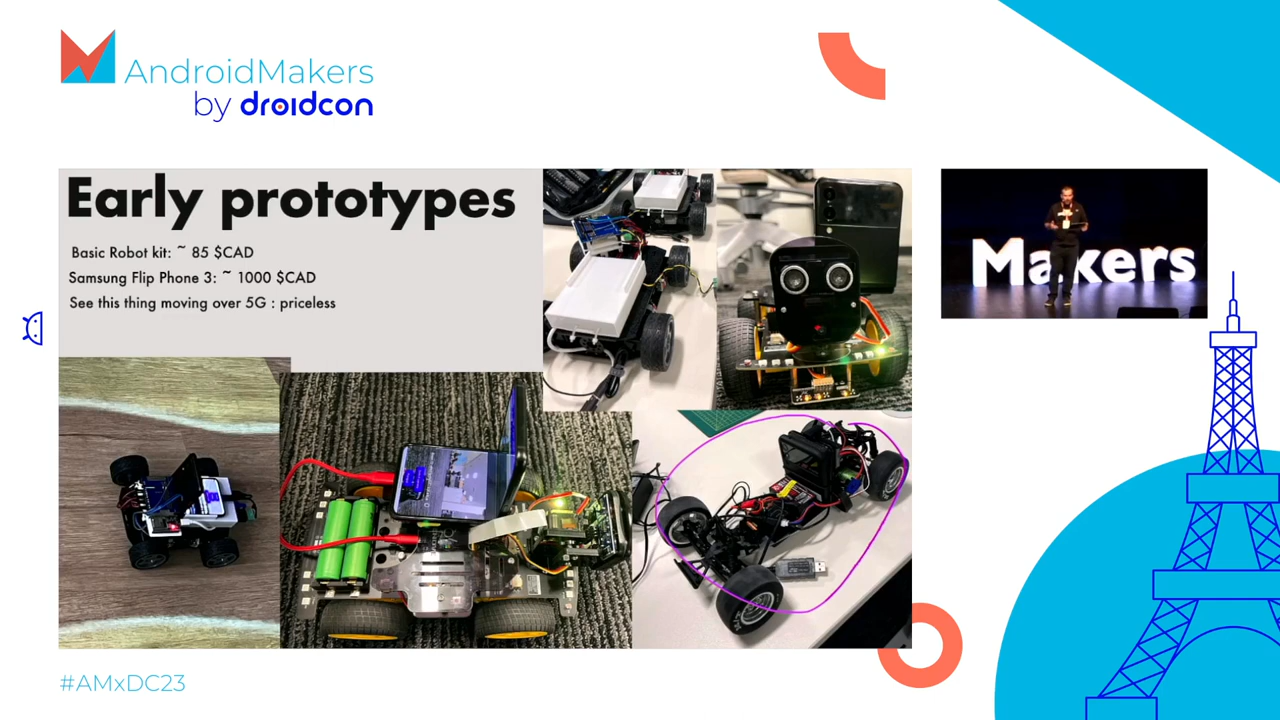 AndroidMakers
by droidcon
Early prototypes
Basic Robot kit: ~ 85 $CAD
Samsung Flip Phone 3: ~ 1000 $CAD
See this thing moving over 5G : priceless
Makers
#AMxDC23